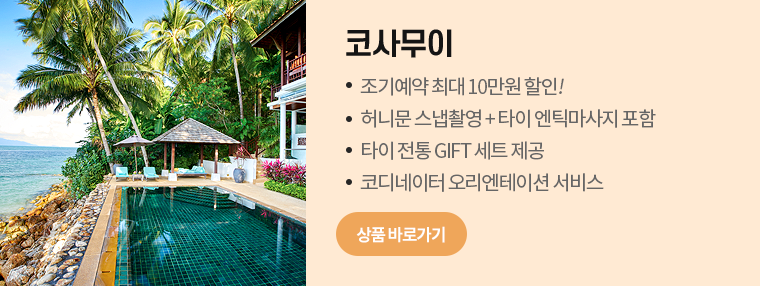 코사무이
• 조기예약 최대 10만원 할인!
• 허니문 스냅촬영 + 타이 엔틱마사지 포함
• 타이 전통 GIFT 세트 제공
• 코디네이터 오리엔테이션 서비스
상품 바로가기